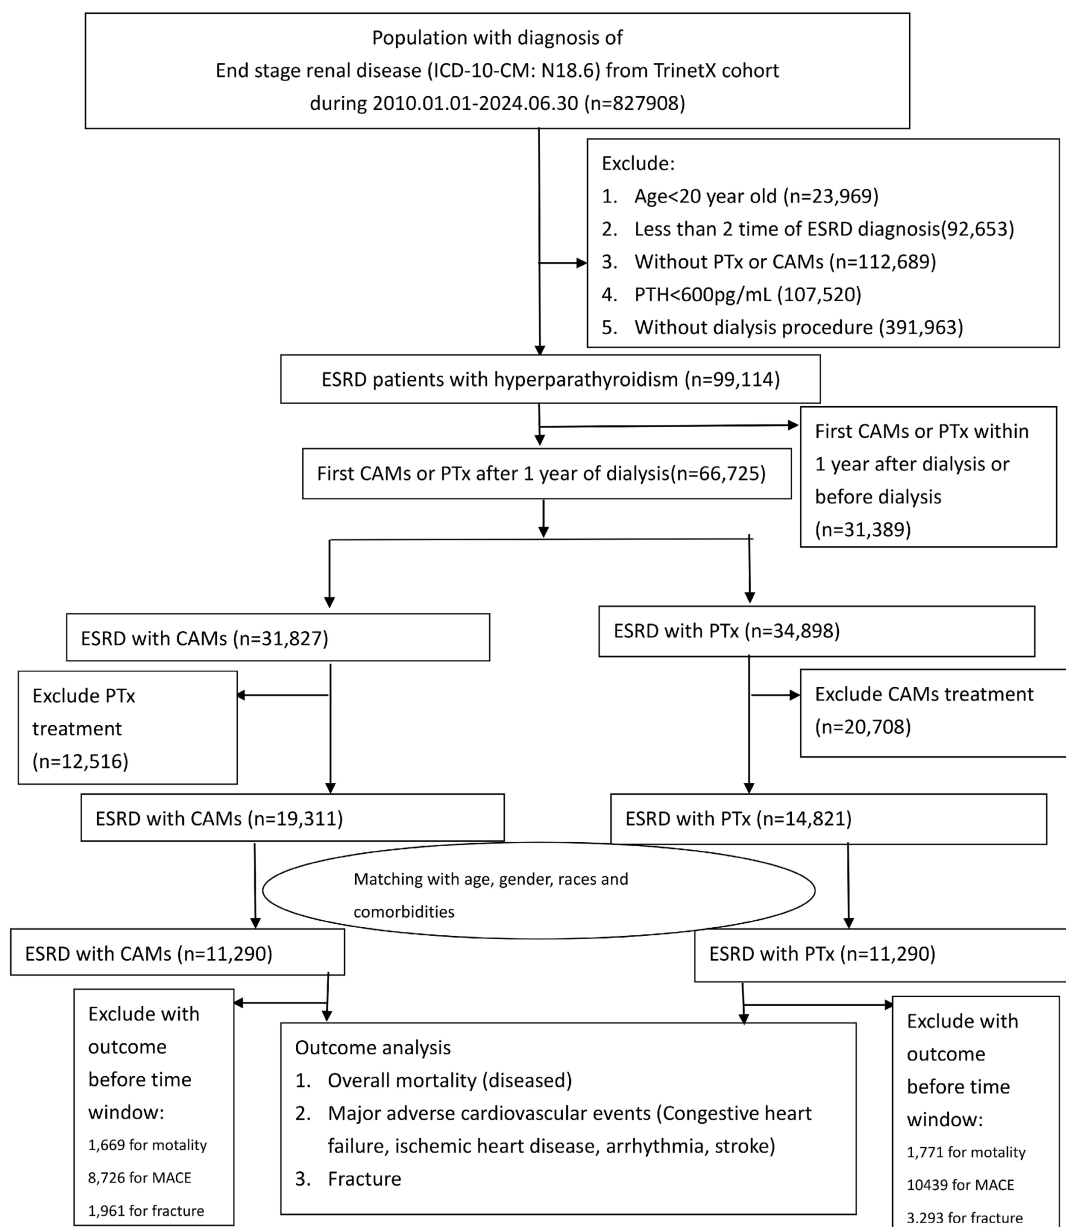 Population with diagnosis of
End stage renal disease (ICD-10-CM: N18.6) from TrinetX cohort
during 2010.01.01-2024.06.30 (n=827908)
Exclude:
1. Age<20 year old (n=23,969)
2. Less than 2 time of ESRD diagnosis(92,653)
3. Without PTx or CAMs (n=112,689)
4. PTH<600pg/mL (107,520)
5. Without dialysis procedure (391,963)
ESRD patients with hyperparathyroidism (n=99,114)
First CAMs or PTx within
1 year after dialysis or
before dialysis
(n=31,389)
First CAMs or PTx after 1 year of dialysis(n=66,725)
ESRD with CAMs (n=31,827)
ESRD with PTx (n=34,898)
Exclude PTx
treatment
(n=12,516)
Exclude CAMs treatment
(n=20,708)
ESRD with CAMs (n=19,311)
ESRD with PTx (n=14,821)
Matching with age, gender, races and
comorbidities
ESRD with CAMs (n=11,290)
ESRD with PTx (n=11,290)
Exclude with
outcome
before time
window:
1,669 for motality
8,726 for MACE
1,961 for fracture
Outcome analysis
1. Overall mortality (diseased)
2. Major adverse cardiovascular events (Congestive heart
failure, ischemic heart disease, arrhythmia, stroke)
3. Fracture
Exclude with
outcome
before time
window:
1,771 for motality
10439 for MACE
3.293 for fracture